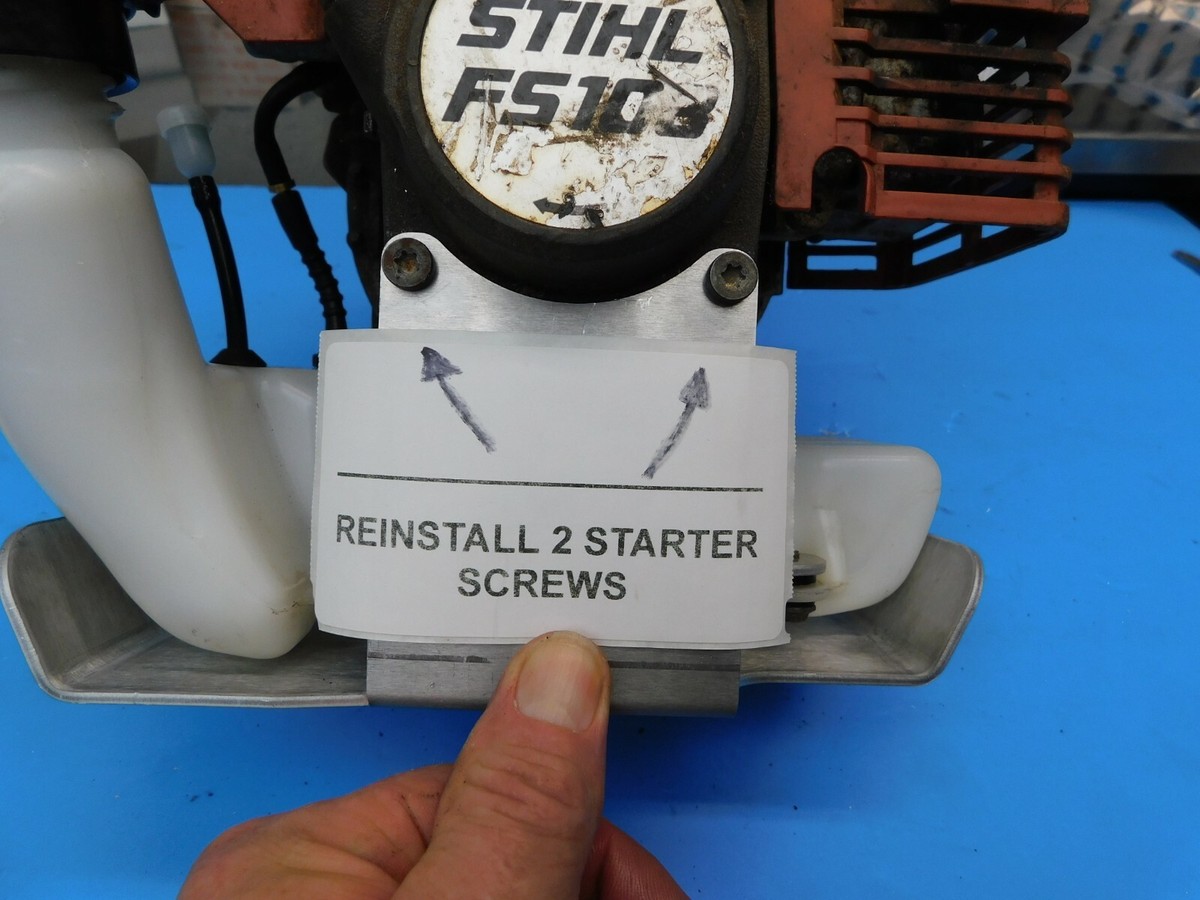 STIHL
FS103
REINSTALL 2 STARTER
SCREWS